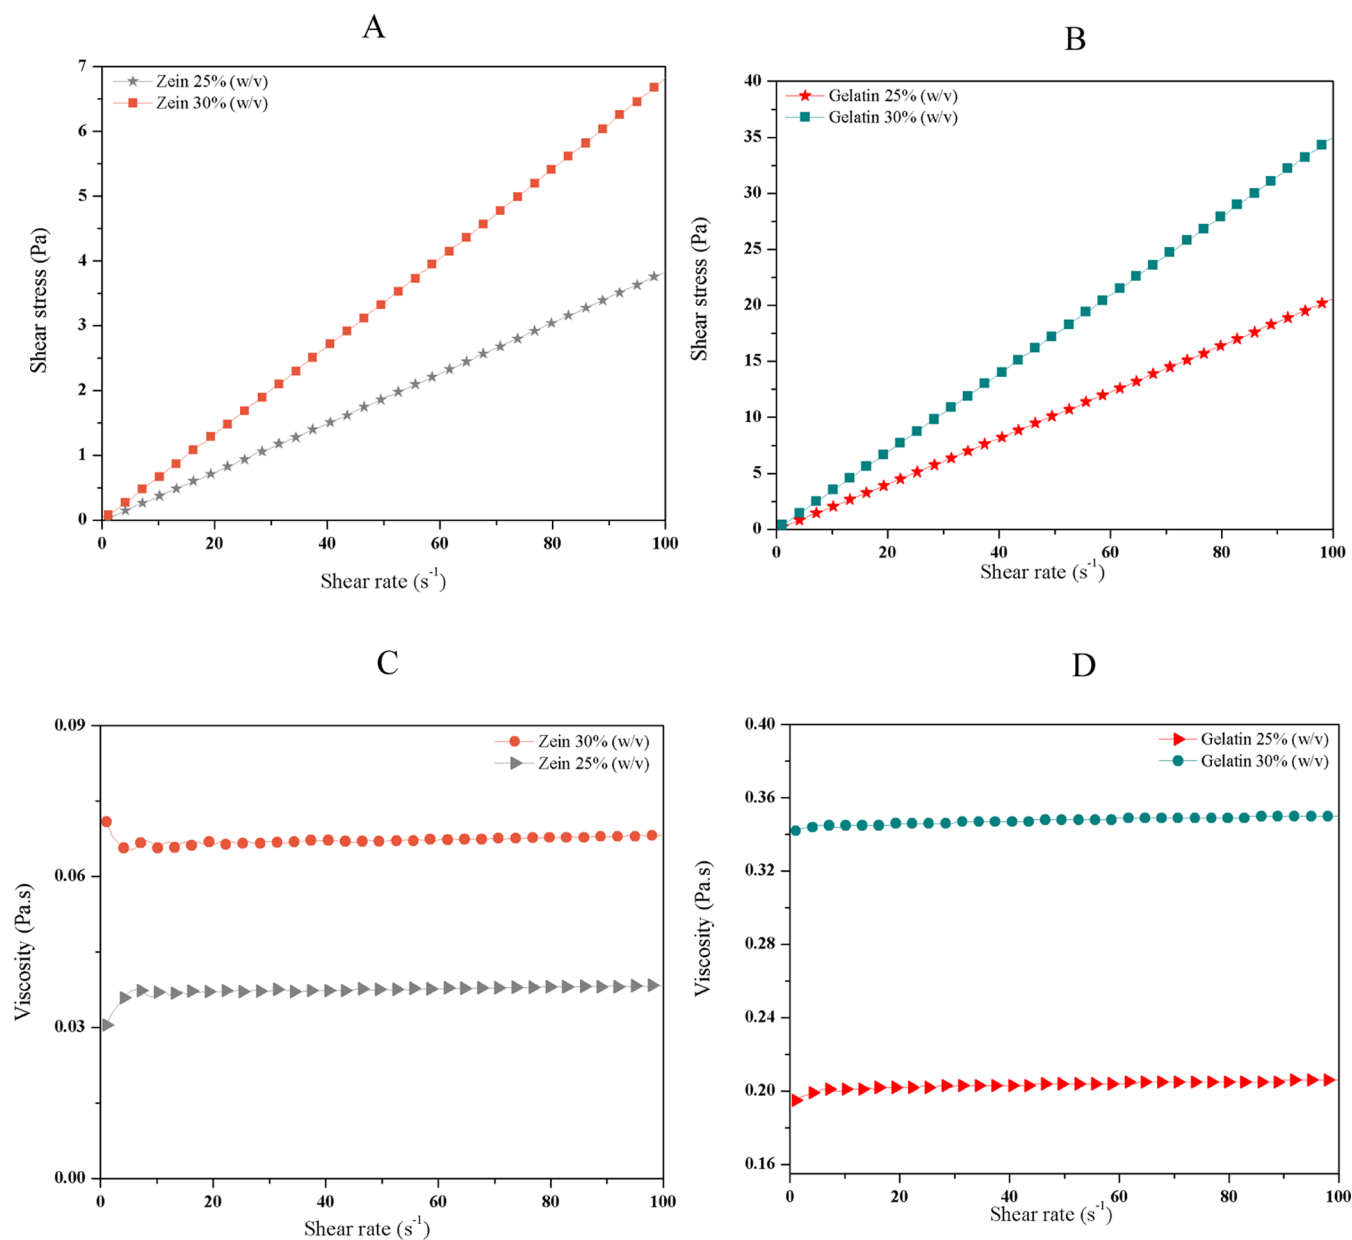 A
Zein 25% (w/v)
Zein 30% (w/v)
7
6
5
4
3
2
1
0
0 20 40 60 80 100
Shear stress (Pa)
Shear rate (s⁻¹)
B
Gelatin 25% (w/v)
Gelatin 30% (w/v)
40
35
30
25
20
15
10
5
0
0 20 40 60 80 100
Shear stress (Pa)
Shear rate (s⁻¹)
C
Zein 30% (w/v)
Zein 25% (w/v)
0.09
0.06
0.03
0.00
0 20 40 60 80 100
Viscosity (Pa.s)
Shear rate (s⁻¹)
D
Gelatin 25% (w/v)
Gelatin 30% (w/v)
0.40
0.36
0.32
0.28
0.24
0.20
0.16
0 20 40 60 80 100
Viscosity (Pa.s)
Shear rate (s⁻¹)